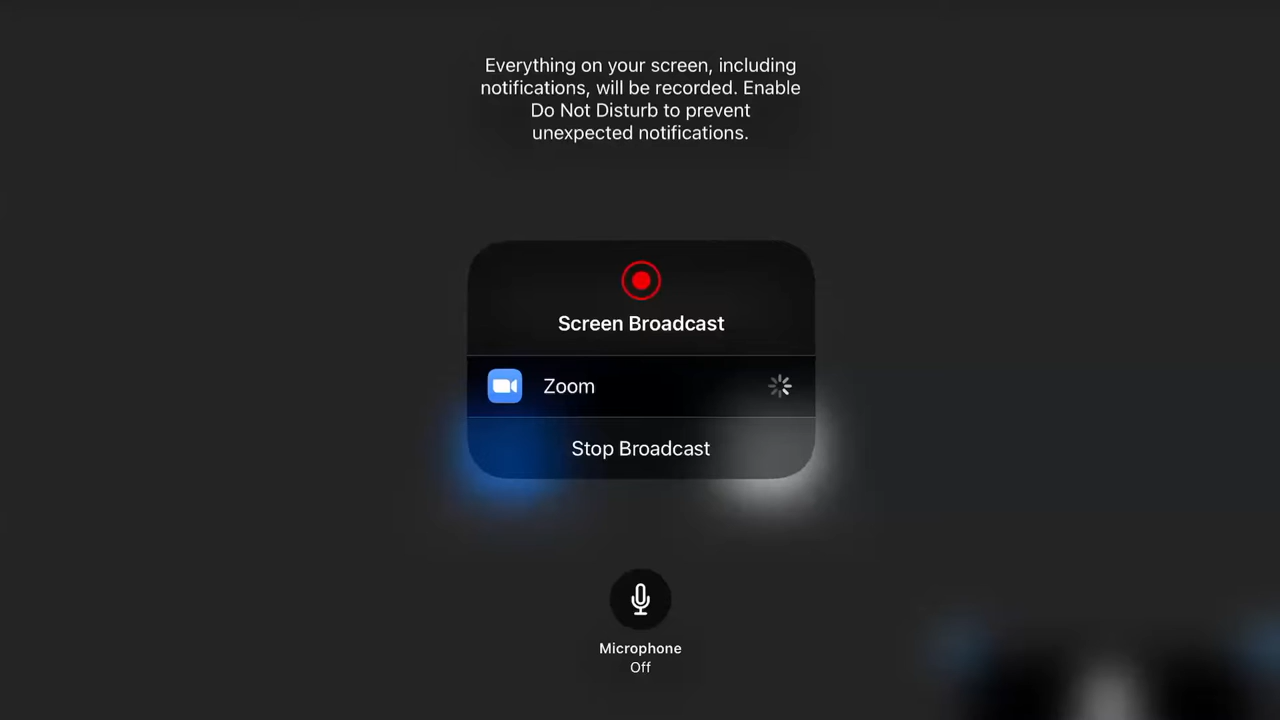 Everything on your screen, including
notifications, will be recorded. Enable
Do Not Disturb to prevent
unexpected notifications.
Screen Broadcast
Zoom
Stop Broadcast
Microphone
Off